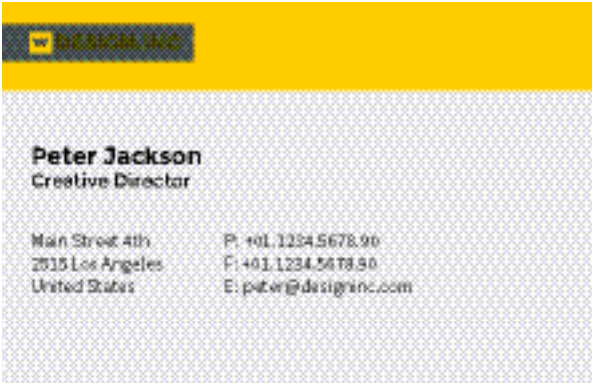 W DESIGN.INC
Peter Jackson
Creative Director
Main Street 4th
2515 Los Angeles
United States
P: +01.1234.5678.90
F: +01.1234.5678.90
E: peter@designinc.com